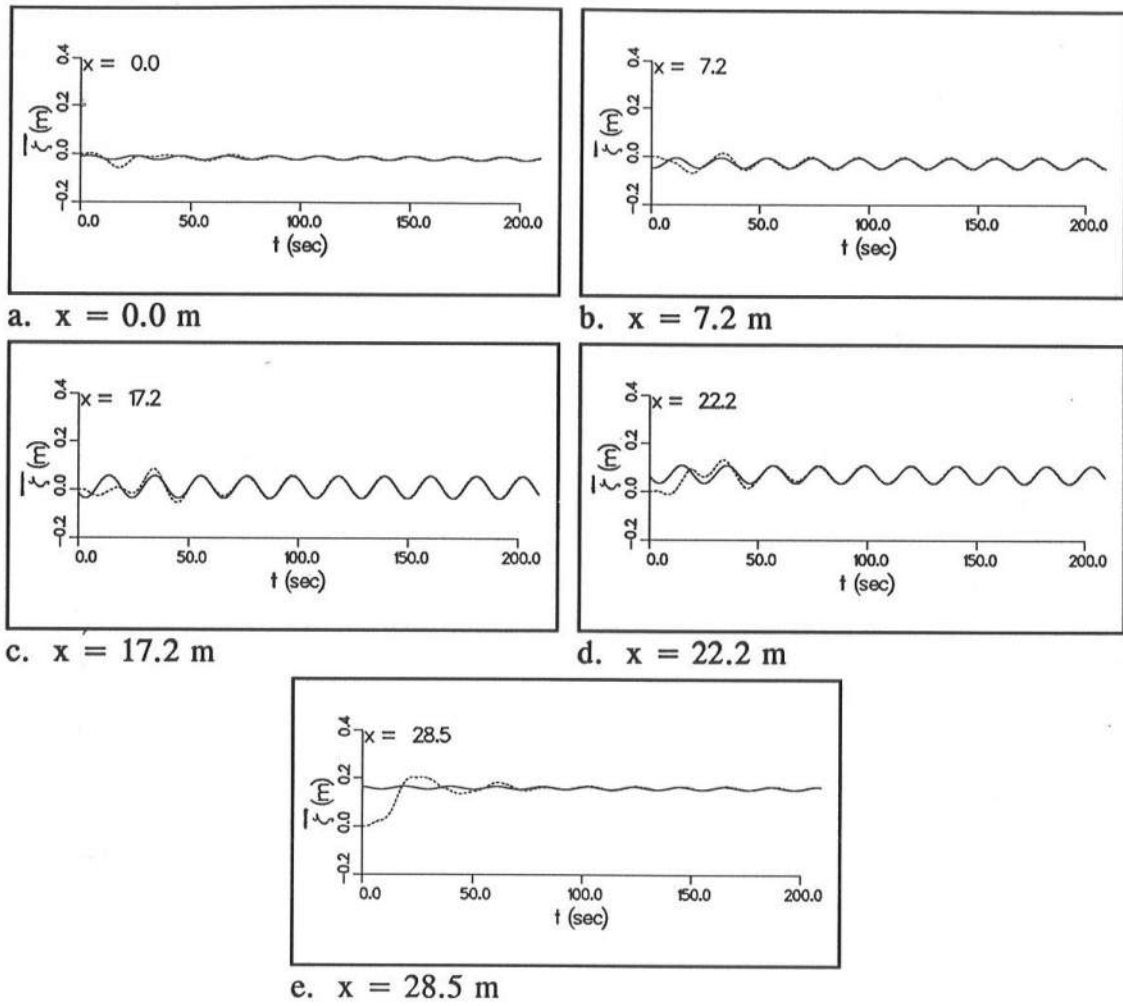 x = 0.0
0.4
0.2
0.0
-0.2
ζ (m)
0.0 50.0 100.0 150.0 200.0
t (sec)
a. x = 0.0 m
x = 7.2
0.4
0.2
0.0
-0.2
ζ (m)
0.0 50.0 100.0 150.0 200.0
t (sec)
b. x = 7.2 m
x = 17.2
0.4
0.2
0.0
-0.2
ζ (m)
0.0 50.0 100.0 150.0 200.0
t (sec)
c. x = 17.2 m
x = 22.2
0.4
0.2
0.0
-0.2
ζ (m)
0.0 50.0 100.0 150.0 200.0
t (sec)
d. x = 22.2 m
x = 28.5
0.4
0.2
0.0
-0.2
ζ (m)
0.0 50.0 100.0 150.0 200.0
t (sec)
e. x = 28.5 m